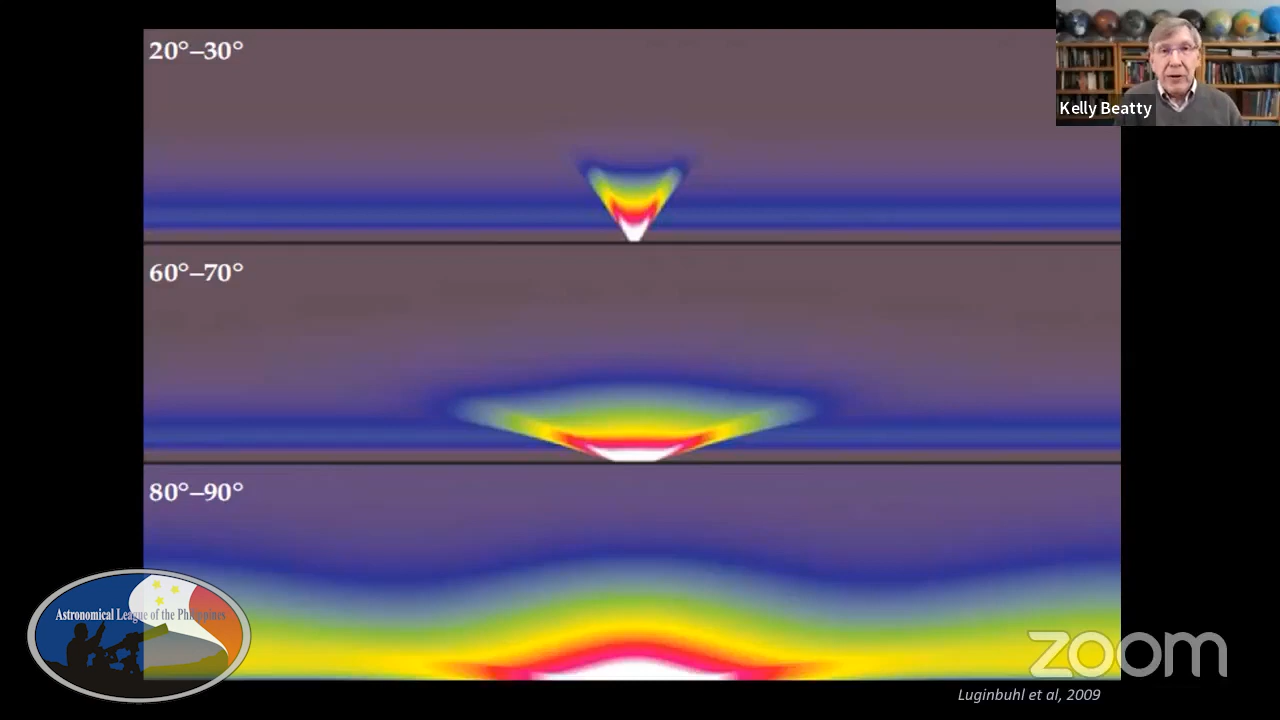 20°–30°
Kelly Beatty
60°–70°
80°–90°
Astronomical League of the Philippines
zoom
Luginbuhl et al, 2009